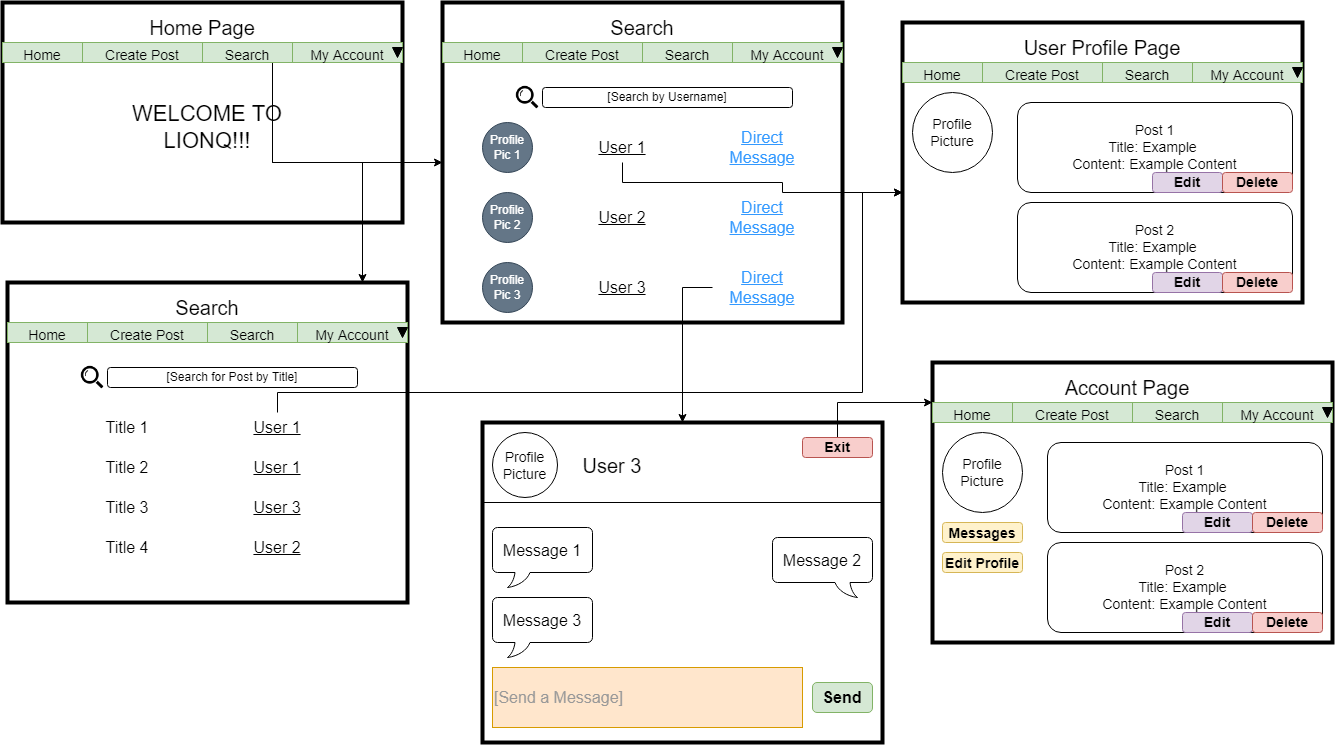 Home Page
Home
Create Post
Search
My Account
WELCOME TO
LIONQ!!!
Search
Home
Create Post
Search
My Account
[Search by Username]
Profile
Pic 1
User 1
Direct
Message
Profile
Pic 2
User 2
Direct
Message
Profile
Pic 3
User 3
Direct
Message
User Profile Page
Home
Create Post
Search
My Account
Profile
Picture
Post 1
Title: Example
Content: Example Content
Edit
Delete
Post 2
Title: Example
Content: Example Content
Edit
Delete
Search
Home
Create Post
Search
My Account
[Search for Post by Title]
Title 1
User 1
Title 2
User 1
Title 3
User 3
Title 4
User 2
Profile
Picture
User 3
Exit
Message 1
Message 2
Message 3
[Send a Message]
Send
Account Page
Home
Create Post
Search
My Account
Profile
Picture
Messages
Edit Profile
Post 1
Title: Example
Content: Example Content
Edit
Delete
Post 2
Title: Example
Content: Example Content
Edit
Delete